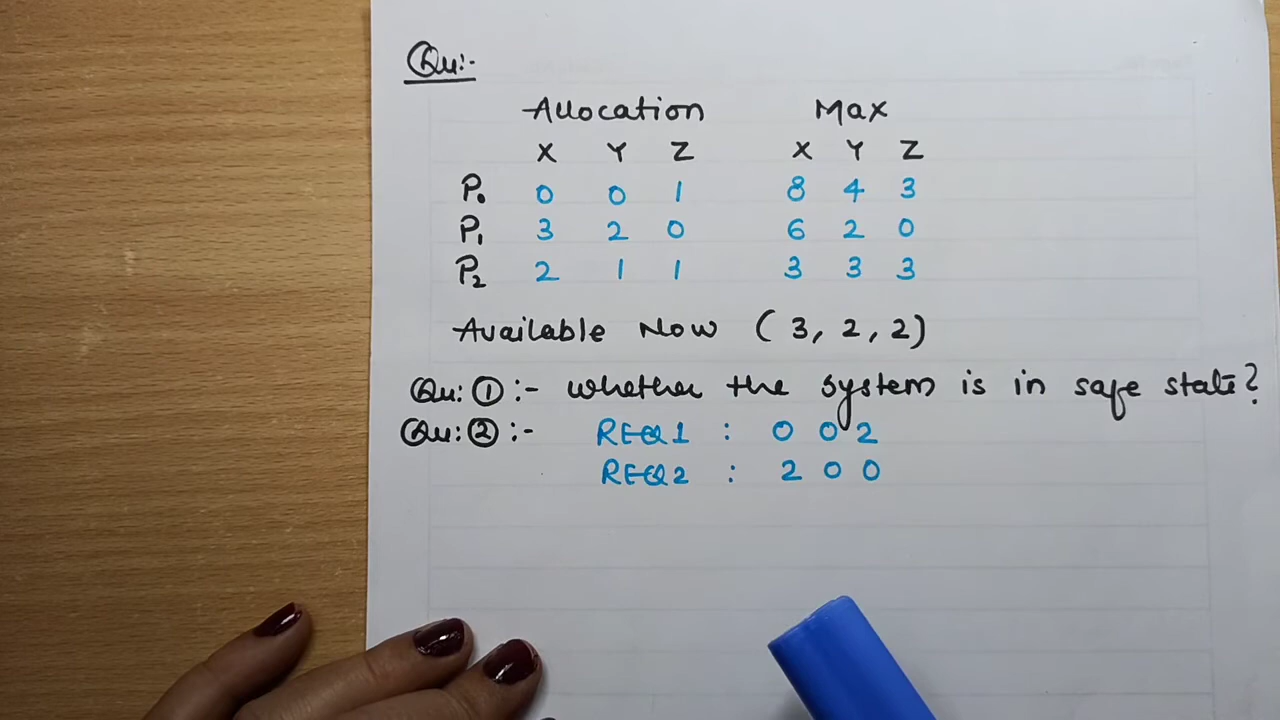 Qu:-
Allocation Max
X Y Z X Y Z
P0 0 0 1 8 4 3
P1 3 2 0 6 2 0
P2 2 1 1 3 3 3
Available Now (3, 2, 2)
Qu: ① :- whether the system is in safe state?
Qu: ② :- REQ1 : 0 0 2
REQ2 : 2 0 0